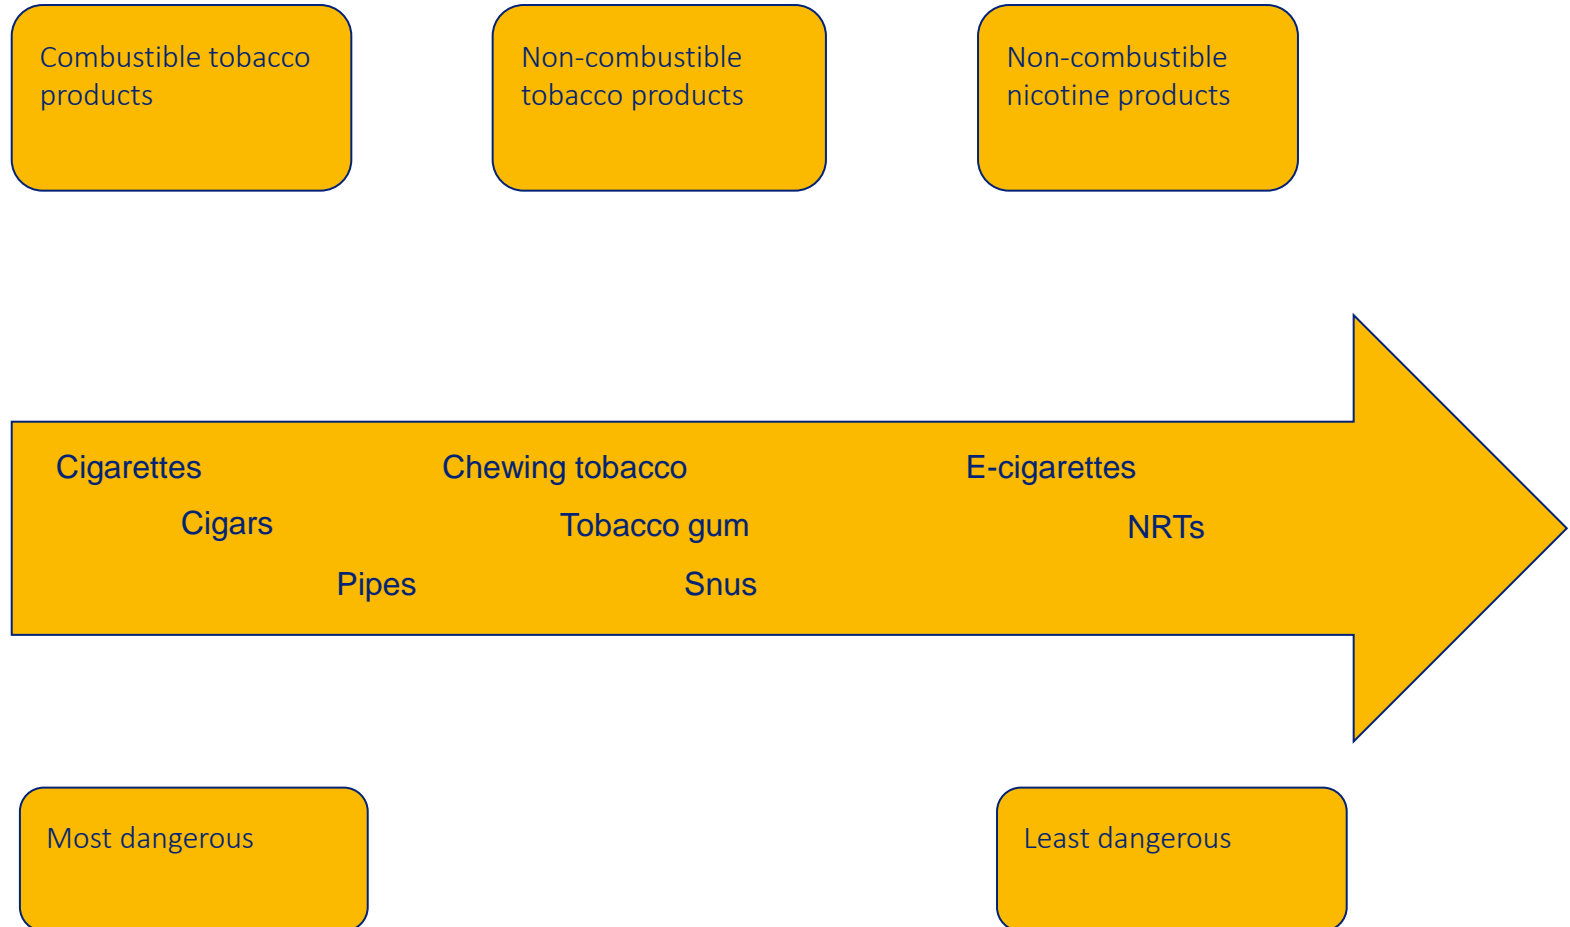 Combustible tobacco
products
Non-combustible
tobacco products
Non-combustible
nicotine products
Cigarettes
Chewing tobacco
E-cigarettes
Cigars
Tobacco gum
NRTs
Pipes
Snus
Most dangerous
Least dangerous